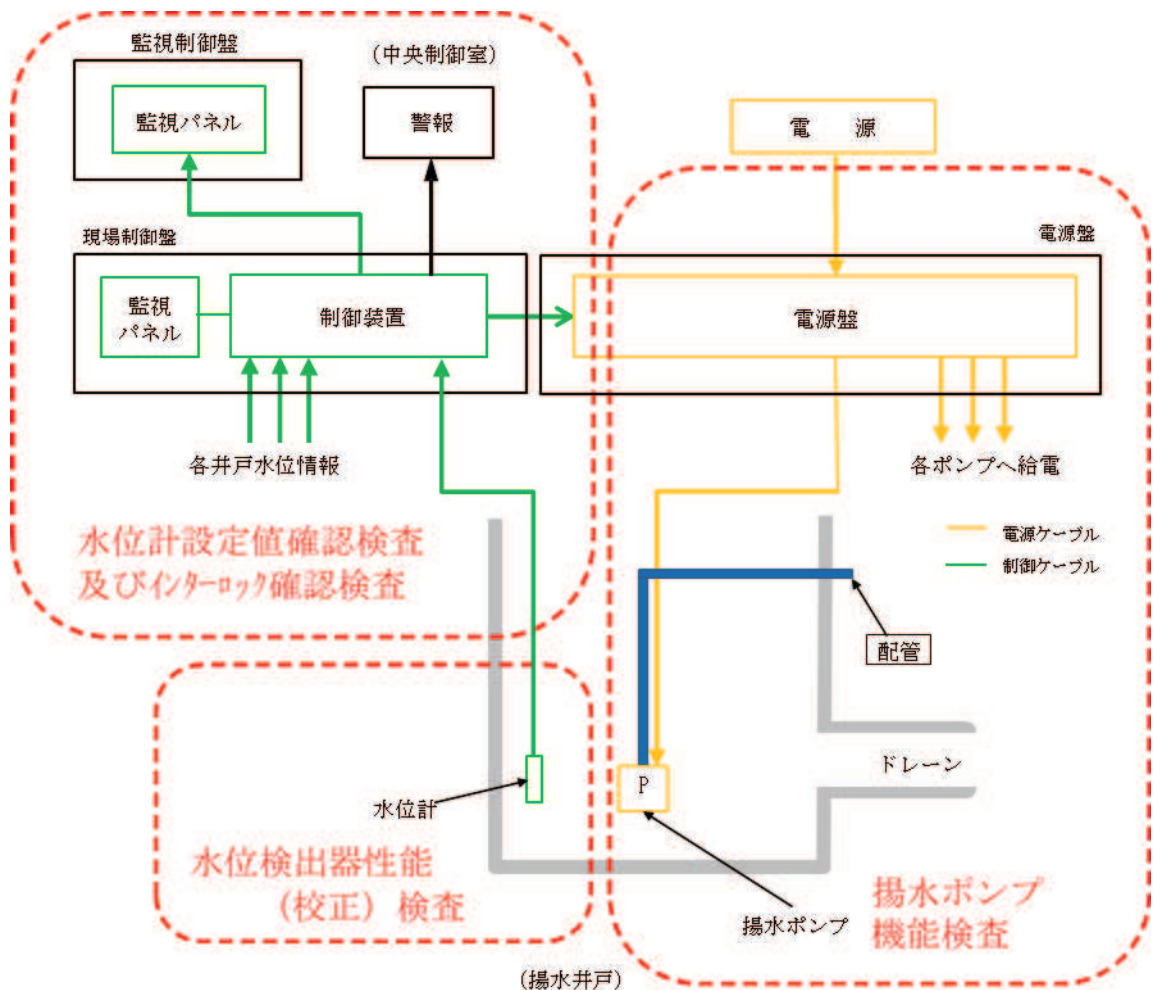 監視制御盤
監視パネル
（中央制御室）
警報
電　源
現場制御盤
監視
パネル
制御装置
電源盤
電源盤
各井戸水位情報
各ポンプへ給電
水位計設定値確認検査
及びインターロック確認検査
電源ケーブル
制御ケーブル
配管
ドレーン
P
水位計
水位検出器性能
（校正）検査
揚水ポンプ
揚水ポンプ
機能検査
（揚水井戸）